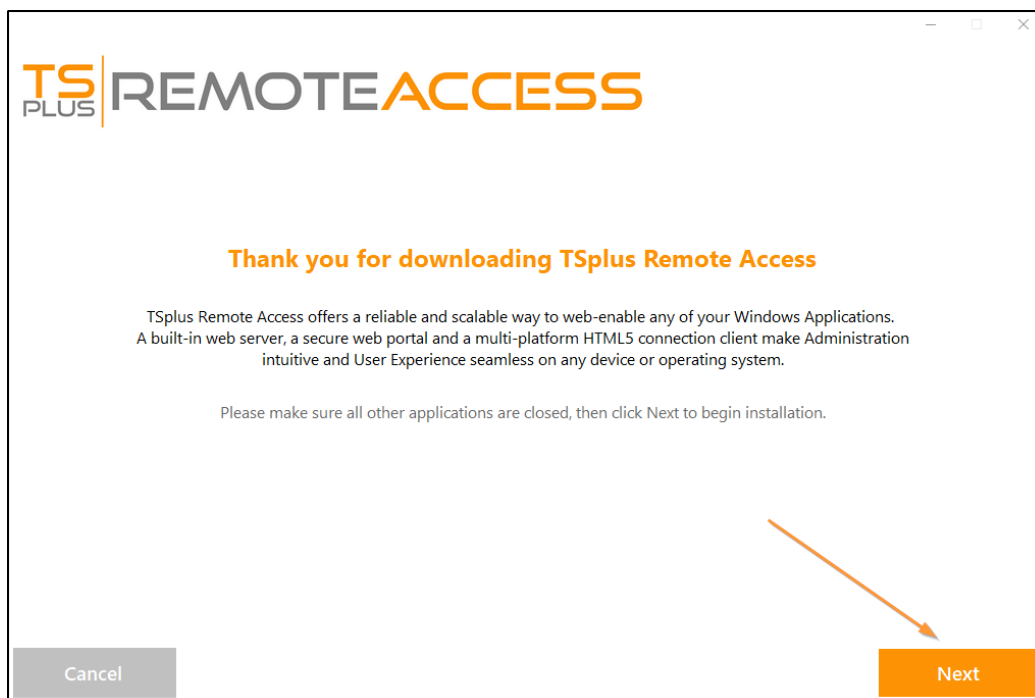 TS PLUS REMOTEACCESS
Thank you for downloading TSplus Remote Access
TSplus Remote Access offers a reliable and scalable way to web-enable any of your Windows Applications.
A built-in web server, a secure web portal and a multi-platform HTML5 connection client make Administration
intuitive and User Experience seamless on any device or operating system.
Please make sure all other applications are closed, then click Next to begin installation.
Cancel
Next